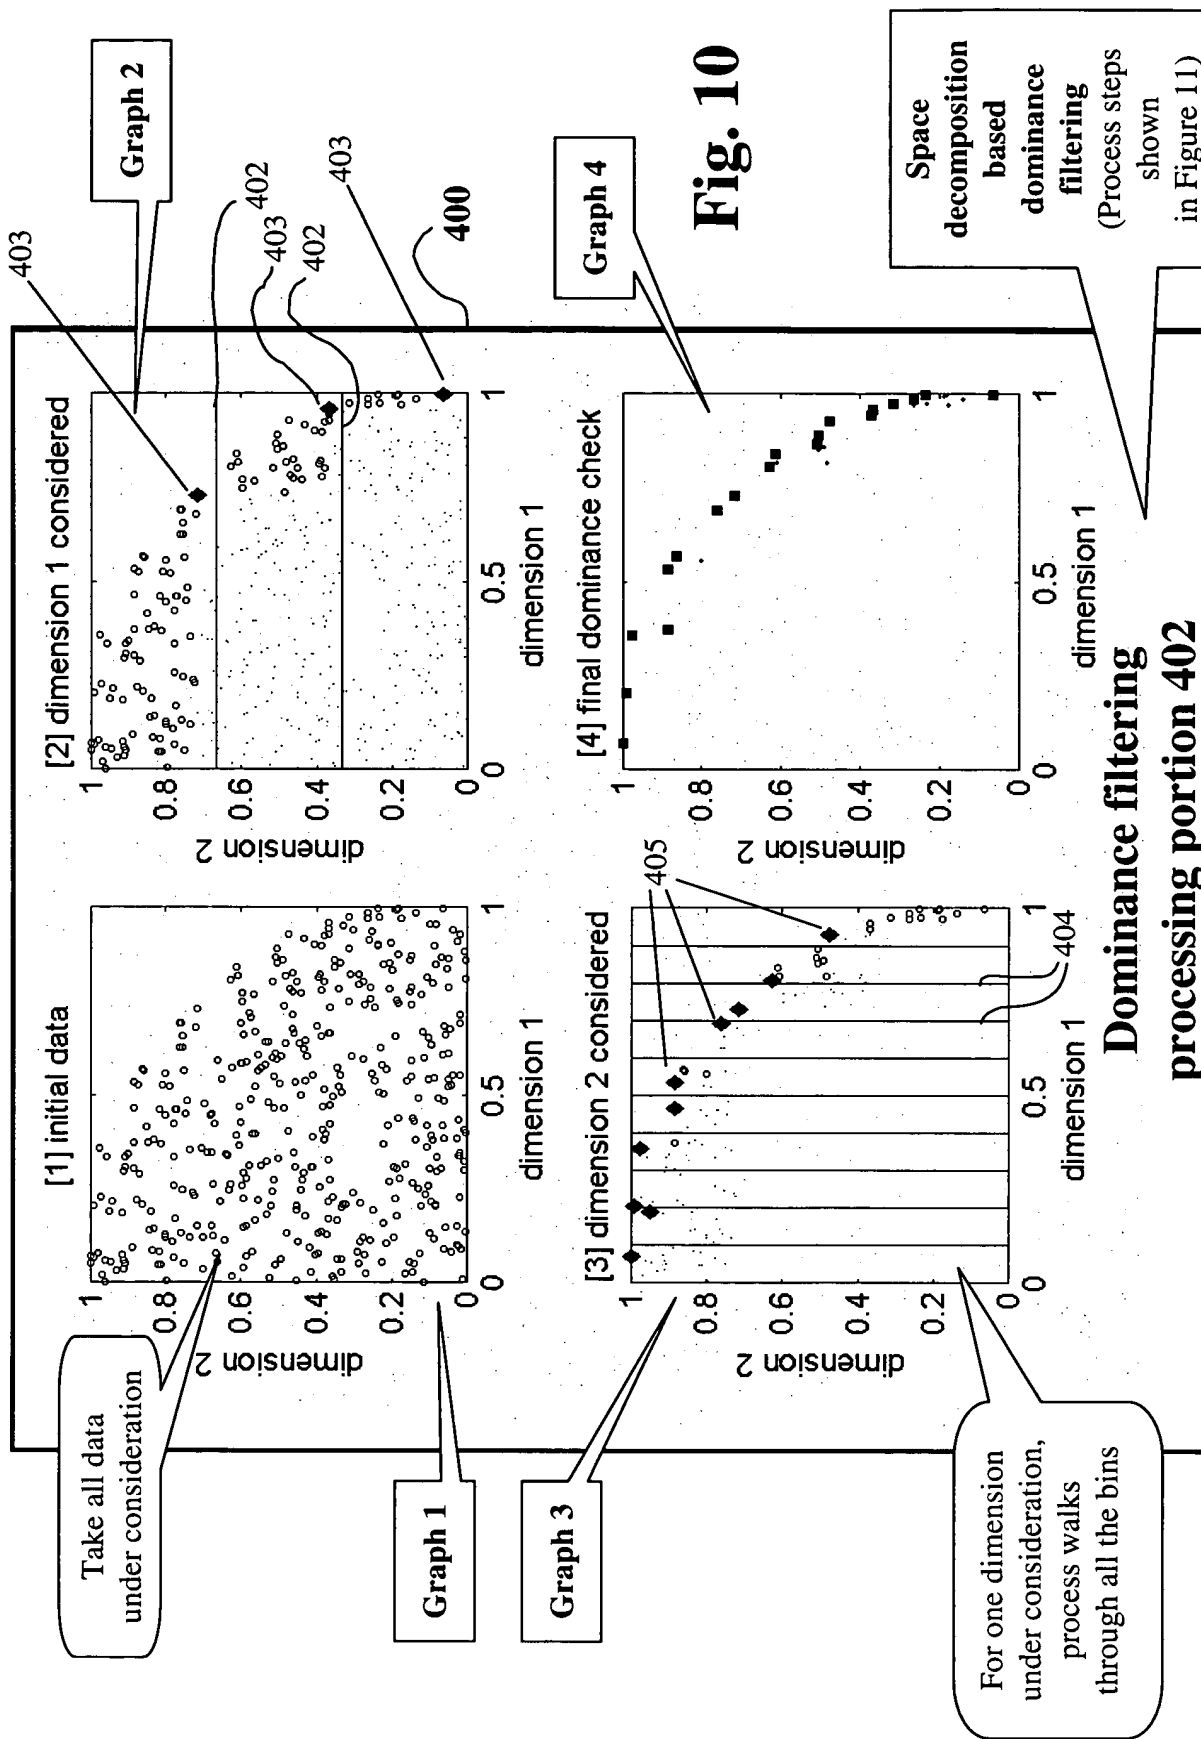 Take all data
under consideration
Graph 1
[1] initial data
1
0.8
0.6
0.4
0.2
0
dimension 2
0
0.5
1
dimension 1
403
Graph 2
402
403
402
403
400
[2] dimension 1 considered
1
0.8
0.6
0.4
0.2
0
dimension 2
0
0.5
1
dimension 1
Graph 3
[3] dimension 2 considered
1
0.8
0.6
0.4
0.2
0
dimension 2
0
0.5
1
dimension 1
405
404
For one dimension
under consideration,
process walks
through all the bins
Graph 4
[4] final dominance check
1
0.8
0.6
0.4
0.2
0
dimension 2
0
0.5
1
dimension 1
Fig. 10
Space
decomposition
based
dominance
filtering
(Process steps
shown
in Figure 11)
Dominance filtering
processing portion 402